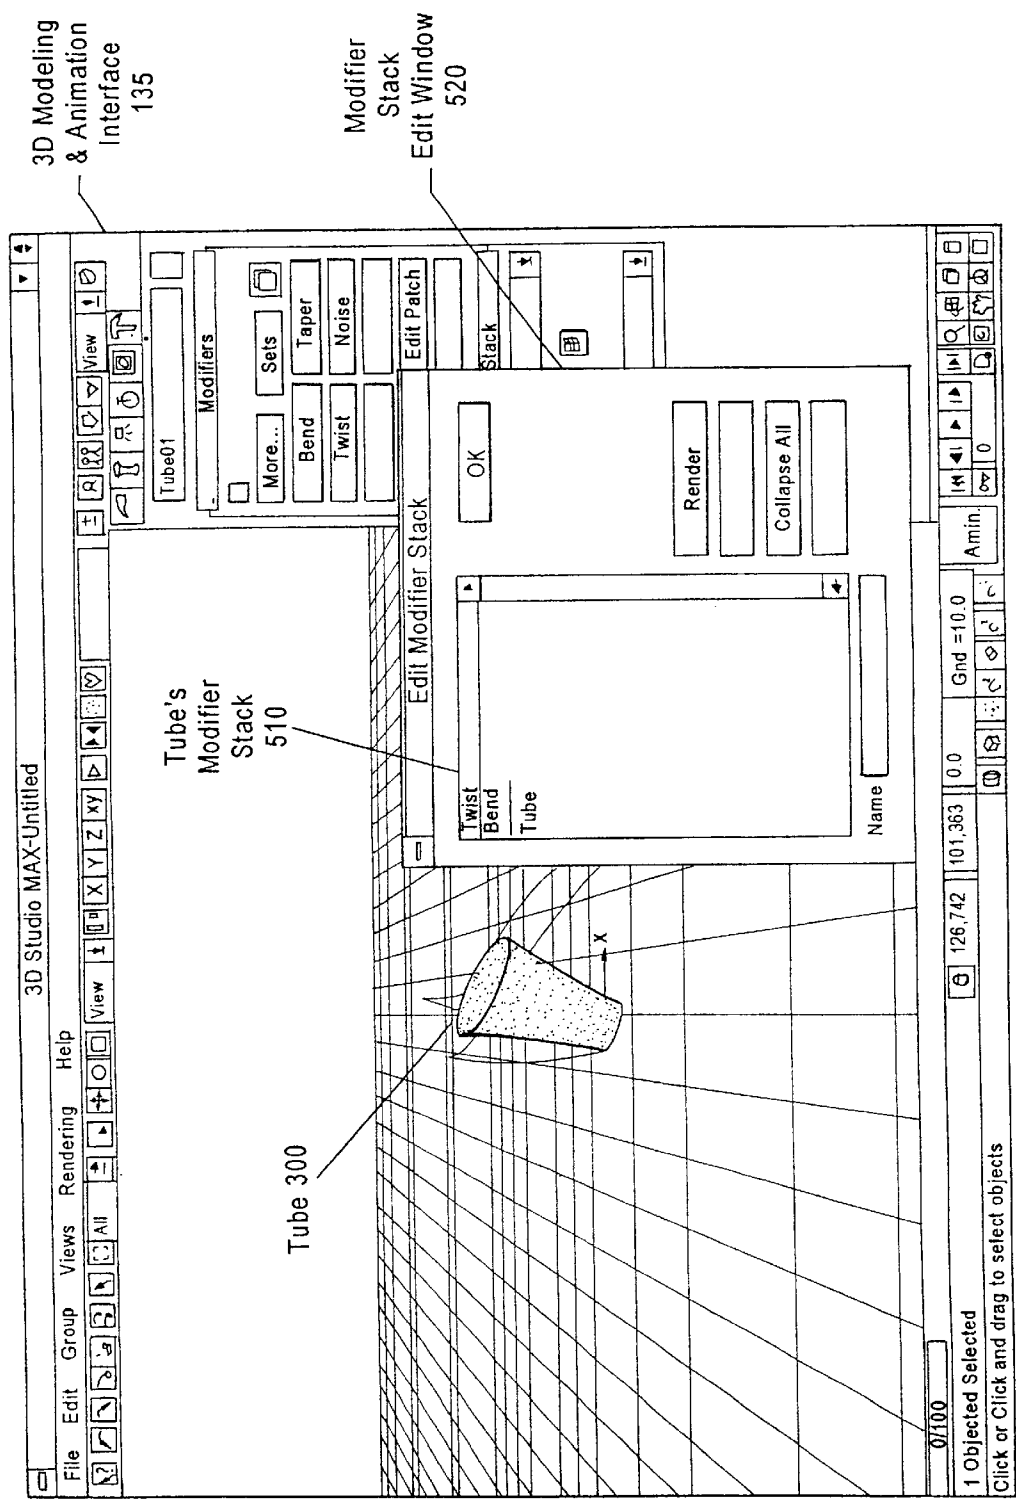 3D Modeling
& Animation
Interface
135
Modifier
Stack
Edit Window
520
3D Studio MAX-Untitled
File Edit Group Views Rendering Help
All
View
X Y Z xy
View
Tube01
Modifiers
More...
Sets
Bend
Taper
Twist
Noise
Edit Patch
Stack
Tube's
Modifier
Stack
510
Edit Modifier Stack
Twist
Bend
Tube
OK
Render
Collapse All
Name
Tube 300
X
0/100
1 Objected Selected
126,742
101,363
0.0
Gnd =10.0
Amin.
0
Click or Click and drag to select objects